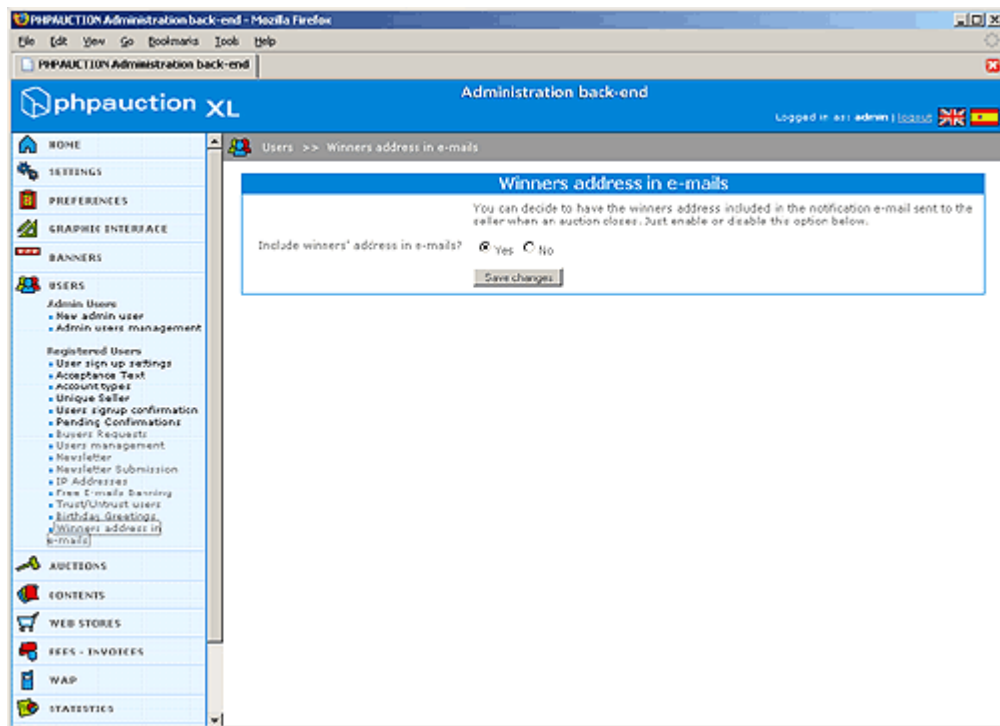 PHPAUCTION Administration back-end - Mozilla Firefox
File Edit View Go Bookmarks Tools Help
PHPAUCTION Administration back-end
phpauction XL
Administration back-end
Logged in as: admin | logout
HOME
SETTINGS
PREFERENCES
GRAPHIC INTERFACE
BANNERS
USERS
Admin Users
New admin user
Admin users management
Registered Users
User sign up settings
Acceptance Text
Account types
Unique Seller
Users signup confirmation
Pending Confirmations
Buyers Requests
Users management
Newsletter
Newsletter Submission
IP Addresses
Free E-mails Banning
Trust/Untrust users
Birthday Greetings
Winners address in
e-mails
AUCTIONS
CONTENTS
WEB STORES
FEES - INVOICES
WAP
STATISTICS
Users >> Winners address in e-mails
Winners address in e-mails
You can decide to have the winners address included in the notification e-mail sent to the
seller when an auction closes. Just enable or disable the option below.
Include winners' address in e-mails? Yes No
Save changes